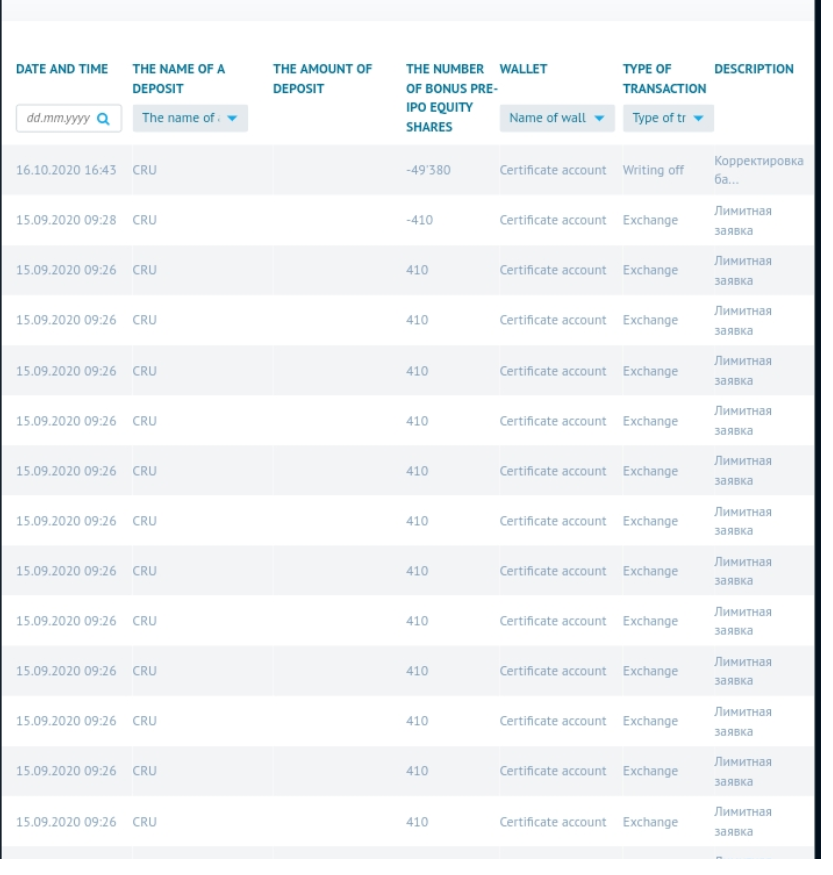 DATE AND TIME THE NAME OF A DEPOSIT THE AMOUNT OF DEPOSIT THE NUMBER OF BONUS PRE-IPO EQUITY SHARES WALLET TYPE OF TRANSACTION DESCRIPTION
dd.mm.yyyy The name of Name of wall Type of tr
16.10.2020 16:43 CRU -49'380 Certificate account Writing off Корректировка ба...
15.09.2020 09:28 CRU -410 Certificate account Exchange Лимитная заявка
15.09.2020 09:26 CRU 410 Certificate account Exchange Лимитная заявка
15.09.2020 09:26 CRU 410 Certificate account Exchange Лимитная заявка
15.09.2020 09:26 CRU 410 Certificate account Exchange Лимитная заявка
15.09.2020 09:26 CRU 410 Certificate account Exchange Лимитная заявка
15.09.2020 09:26 CRU 410 Certificate account Exchange Лимитная заявка
15.09.2020 09:26 CRU 410 Certificate account Exchange Лимитная заявка
15.09.2020 09:26 CRU 410 Certificate account Exchange Лимитная заявка
15.09.2020 09:26 CRU 410 Certificate account Exchange Лимитная заявка
15.09.2020 09:26 CRU 410 Certificate account Exchange Лимитная заявка
15.09.2020 09:26 CRU 410 Certificate account Exchange Лимитная заявка
15.09.2020 09:26 CRU 410 Certificate account Exchange Лимитная заявка
15.09.2020 09:26 CRU 410 Certificate account Exchange Лимитная заявка